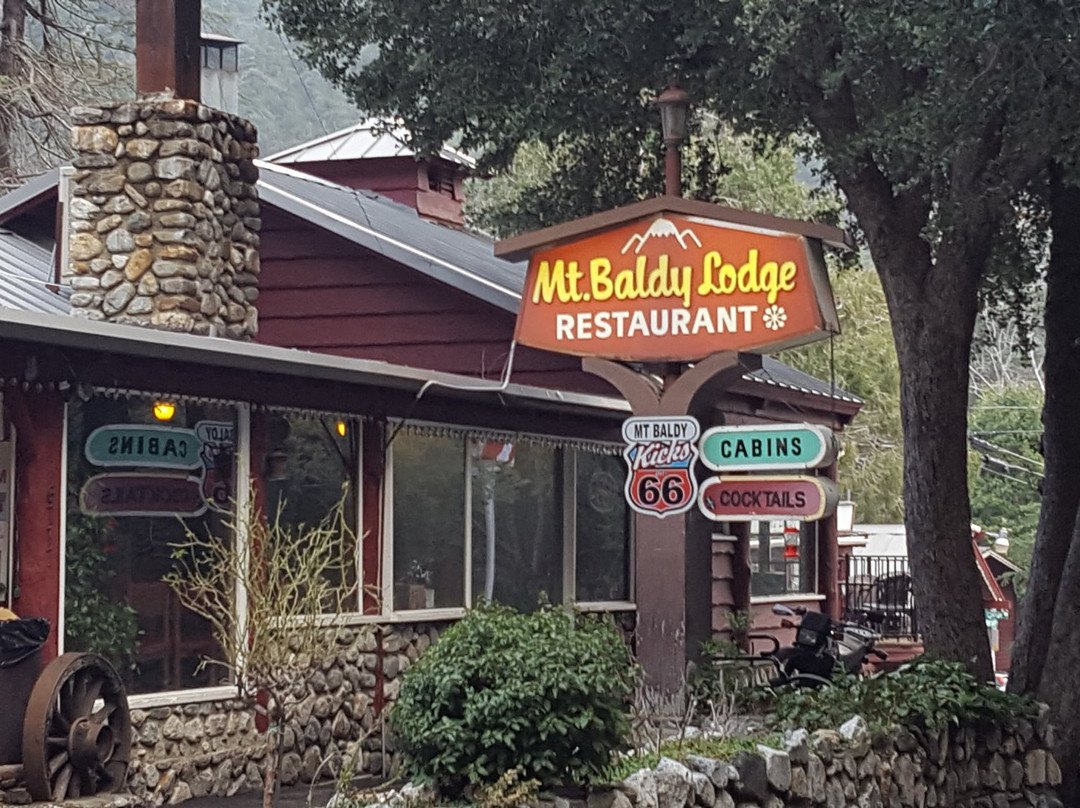 Mt. Baldy Lodge
RESTAURANT
MT BALDY
Kicks
66
CABINS
COCKTAILS
CABINS
COCKTAILS